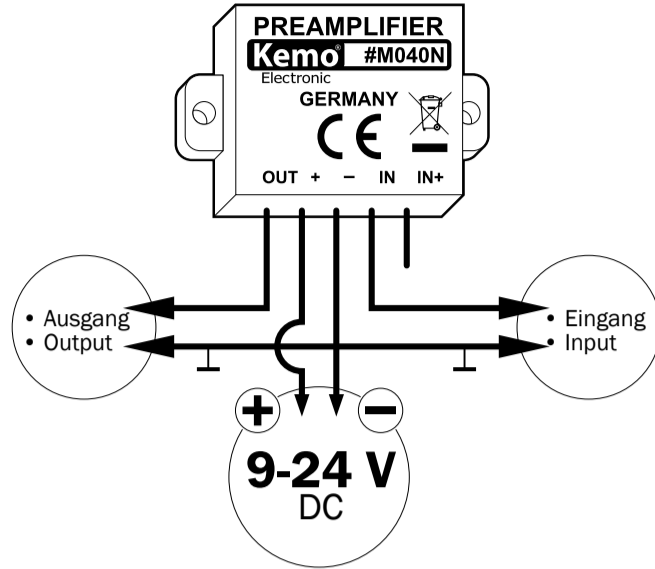 PREAMPLIFIER
Kemo® #M040N
Electronic
GERMANY
CE
OUT + – IN IN+
• Ausgang
• Output
• Eingang
• Input
+ –
9-24 V
DC